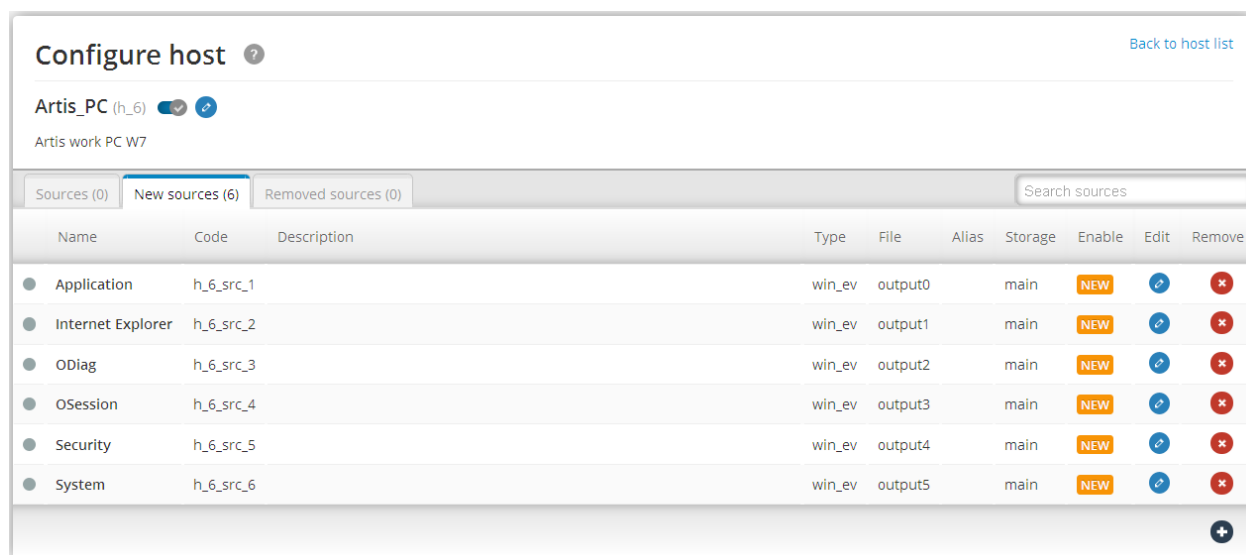 Configure host ?
Back to host list
Artis_PC (h_6)
Artis work PC W7
Sources (0) New sources (6) Removed sources (0) Search sources
Name Code Description Type File Alias Storage Enable Edit Remove
Application h_6_src_1 win_ev output0 main NEW
Internet Explorer h_6_src_2 win_ev output1 main NEW
ODiag h_6_src_3 win_ev output2 main NEW
OSession h_6_src_4 win_ev output3 main NEW
Security h_6_src_5 win_ev output4 main NEW
System h_6_src_6 win_ev output5 main NEW